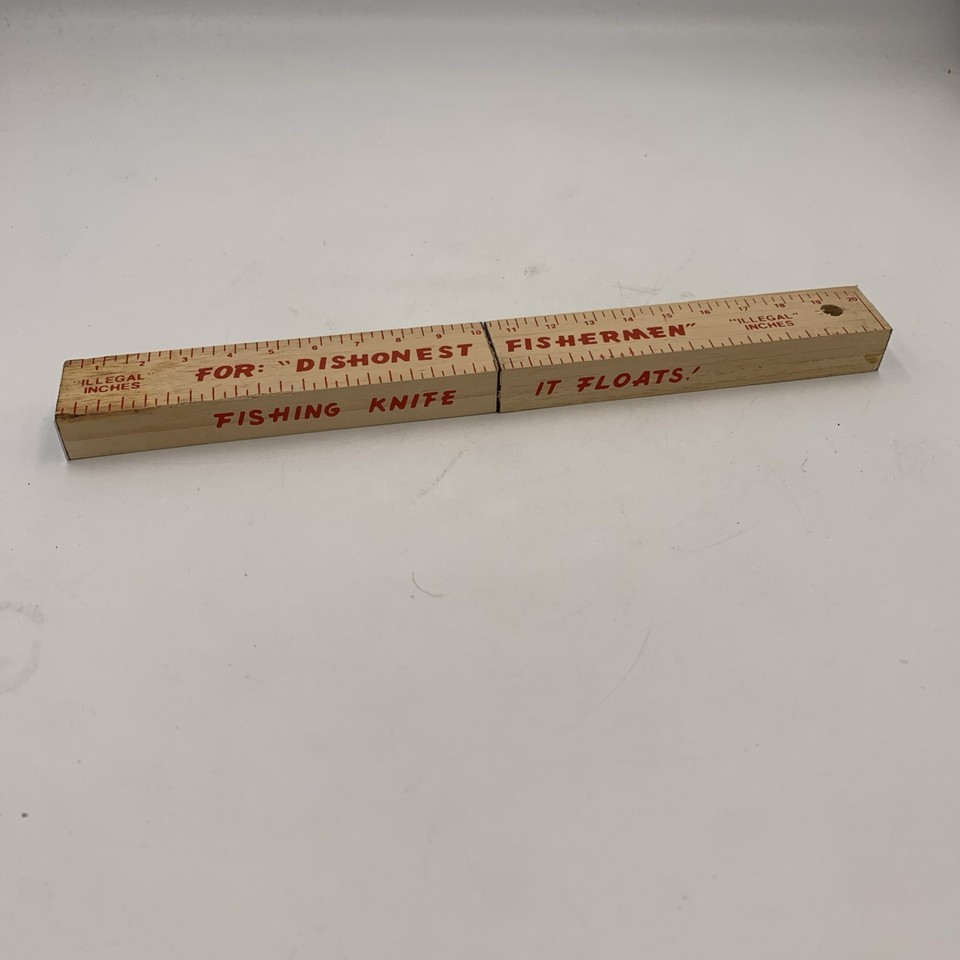 1 2 3 4 5 6 7 8 9 10 11 12 13 14 15 16 17 18 19 20
"ILLEGAL" INCHES
FOR: "DISHONEST FISHERMEN"
"ILLEGAL" INCHES
FISHING KNIFE IT FLOATS!